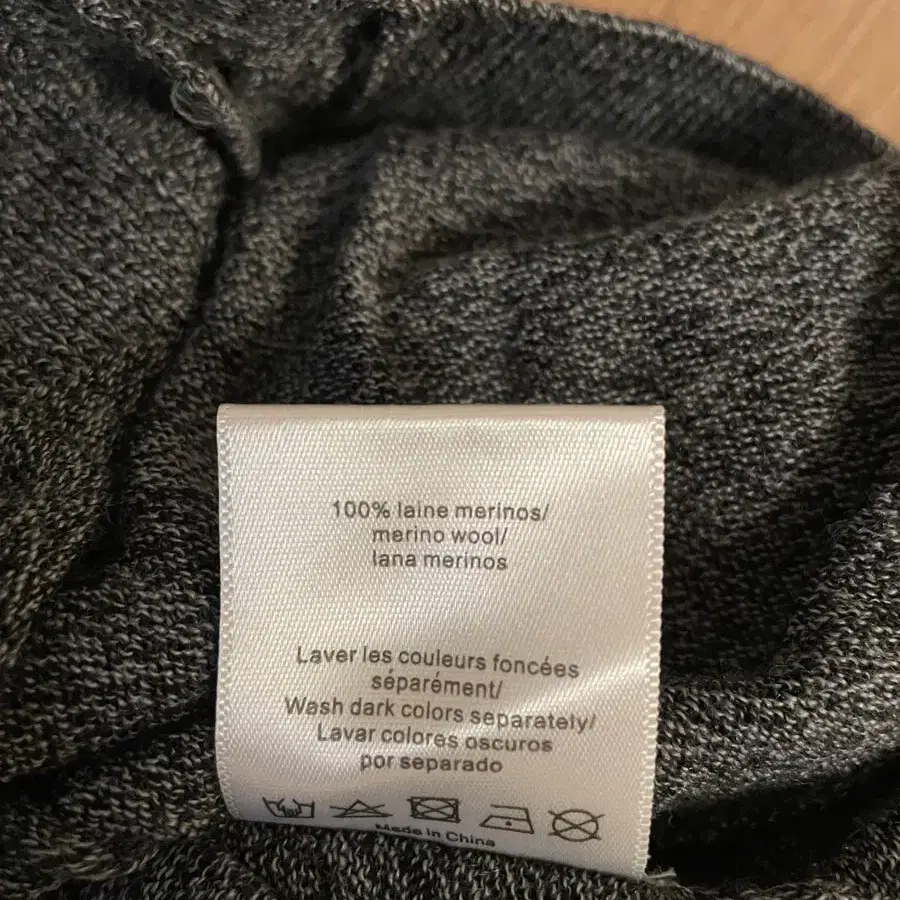 100% laine merinos/
merino wool/
lana merinos
Laver les couleurs foncées
séparément/
Wash dark colors separately/
Lavar colores oscuros
por separado
Made in China